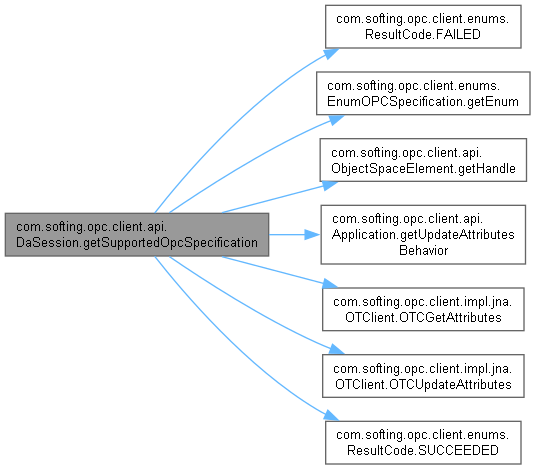 com.softing.opc.client.enums.
ResultCode.FAILED
com.softing.opc.client.enums.
EnumOPCSpecification.getEnum
com.softing.opc.client.api.
ObjectSpaceElement.getHandle
com.softing.opc.client.api.
DaSession.getSupportedOpcSpecification
com.softing.opc.client.api.
Application.getUpdateAttributes
Behavior
com.softing.opc.client.impl.jna.
OTClient.OTCGetAttributes
com.softing.opc.client.impl.jna.
OTClient.OTCUpdateAttributes
com.softing.opc.client.enums.
ResultCode.SUCCEEDED